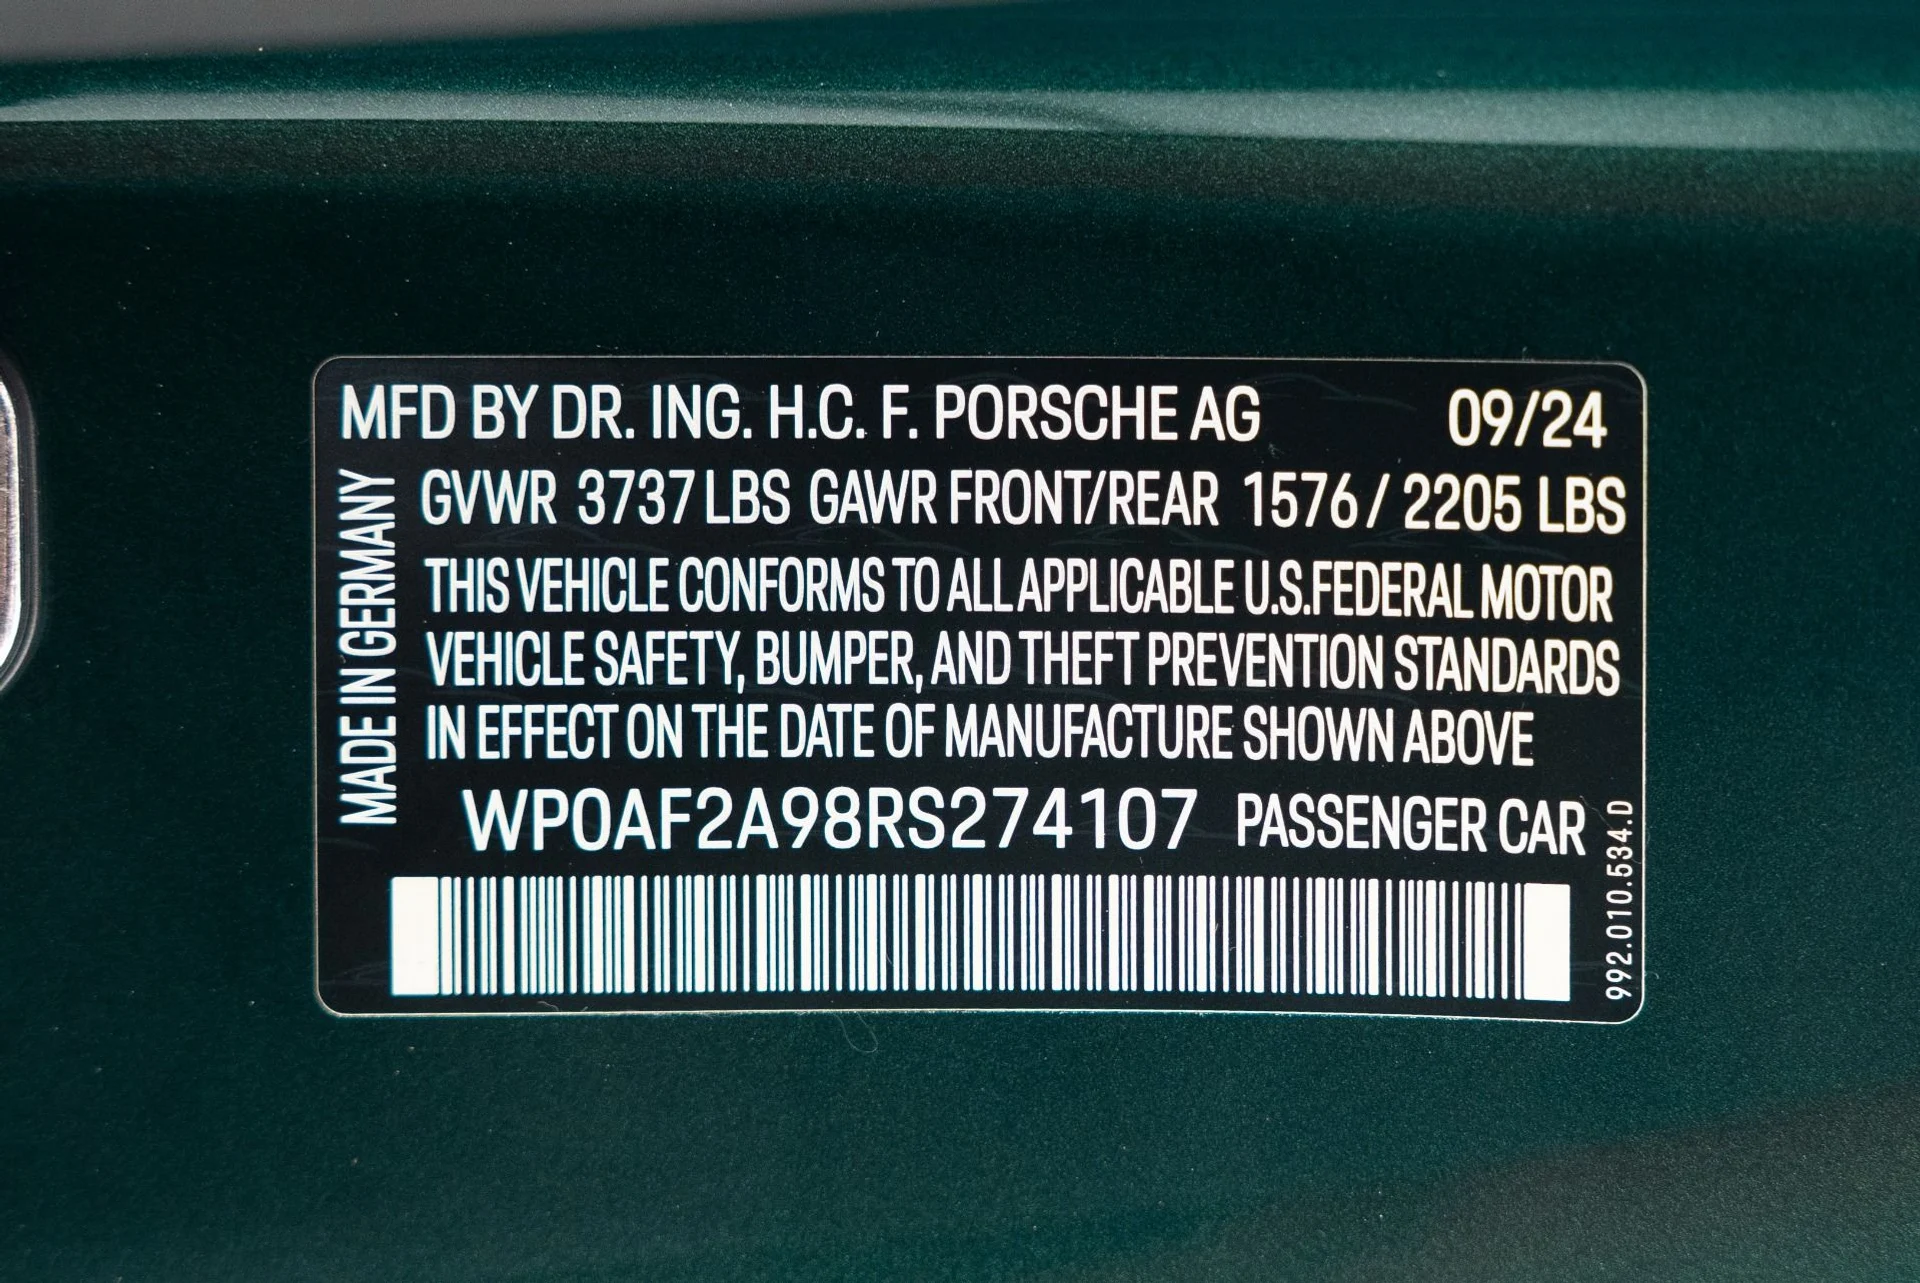 MFD BY DR. ING. H.C. F. PORSCHE AG 09/24
MADE IN GERMANY
GVWR 3737 LBS GAWR FRONT/REAR 1576 / 2205 LBS
THIS VEHICLE CONFORMS TO ALL APPLICABLE U.S.FEDERAL MOTOR
VEHICLE SAFETY, BUMPER, AND THEFT PREVENTION STANDARDS
IN EFFECT ON THE DATE OF MANUFACTURE SHOWN ABOVE
WP0AF2A98RS274107 PASSENGER CAR
992.010.534.D